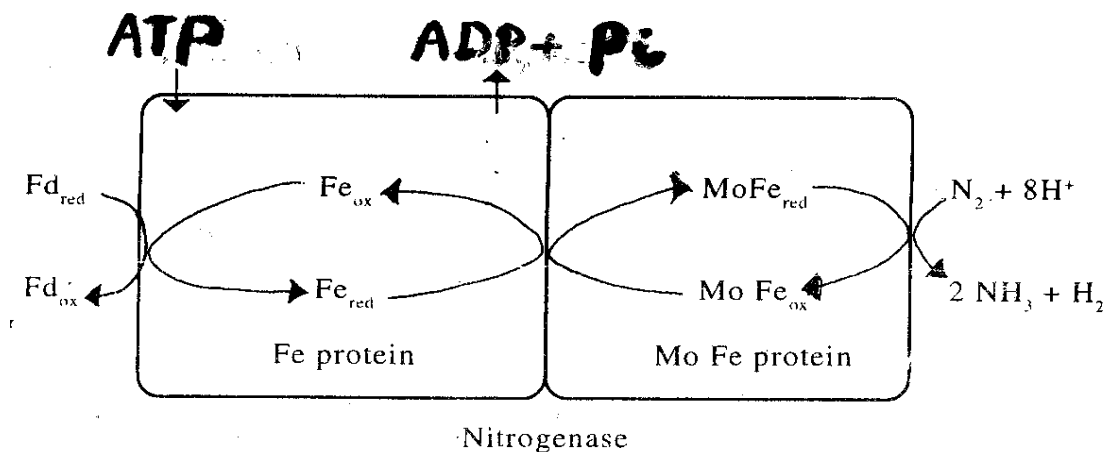 ATP ADP + Pi
Fd_red Fe_ox MoFe_red N₂ + 8H⁺
Fd_ox Fe_red Mo Fe_ox 2 NH₃ + H₂
Fe protein Mo Fe protein
Nitrogenase